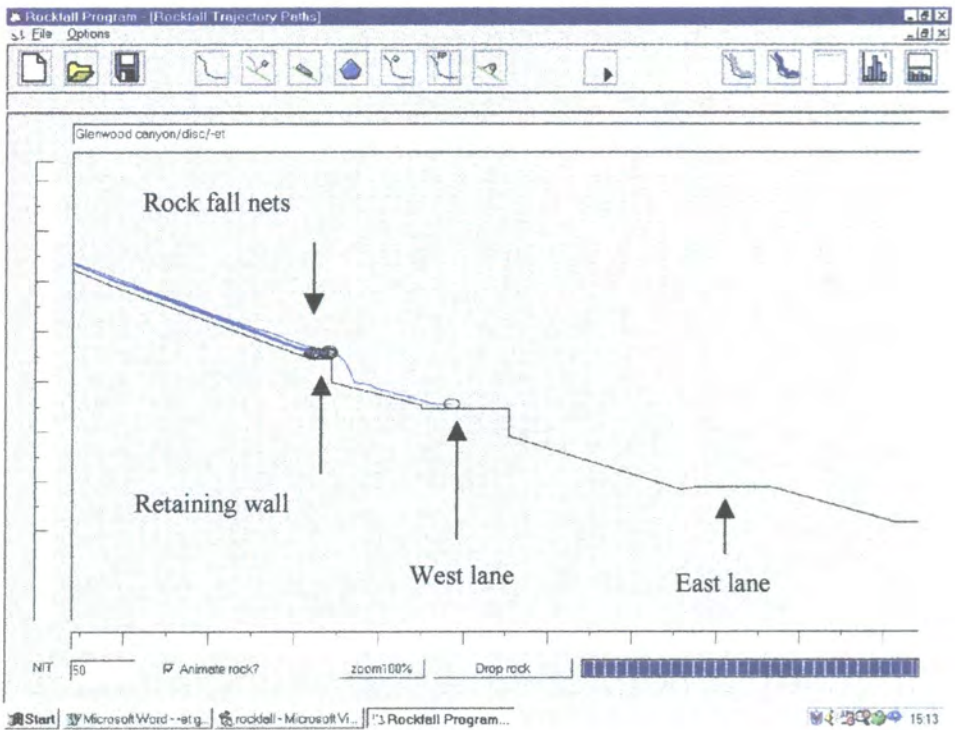 Rockfall Program - [Rockfall Trajectory Paths]
File Options
Glenwood canyon/disc/-et
Rock fall nets
Retaining wall
West lane
East lane
NIT 50 Animate rock? zoom100% Drop rock
Start Microsoft Word - -et g... rockfall - Microsoft Vi... Rockfall Program... 15:13